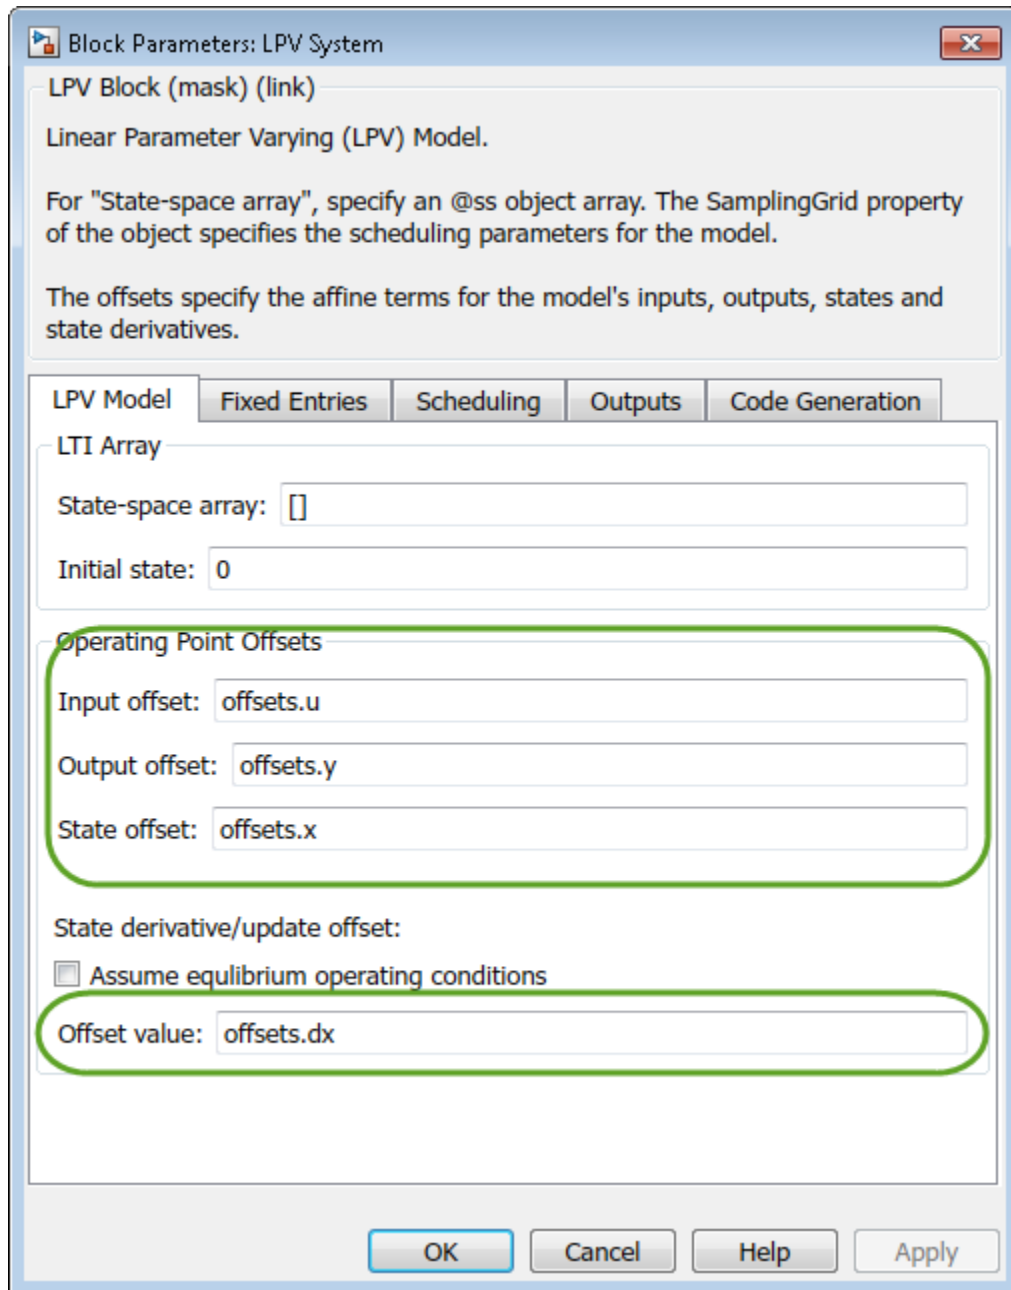 Block Parameters: LPV System
LPV Block (mask) (link)
Linear Parameter Varying (LPV) Model.
For "State-space array", specify an @ss object array. The SamplingGrid property
of the object specifies the scheduling parameters for the model.
The offsets specify the affine terms for the model's inputs, outputs, states and
state derivatives.
LPV Model Fixed Entries Scheduling Outputs Code Generation
LTI Array
State-space array: []
Initial state: 0
Operating Point Offsets
Input offset: offsets.u
Output offset: offsets.y
State offset: offsets.x
State derivative/update offset:
Assume equlibrium operating conditions
Offset value: offsets.dx
OK Cancel Help Apply